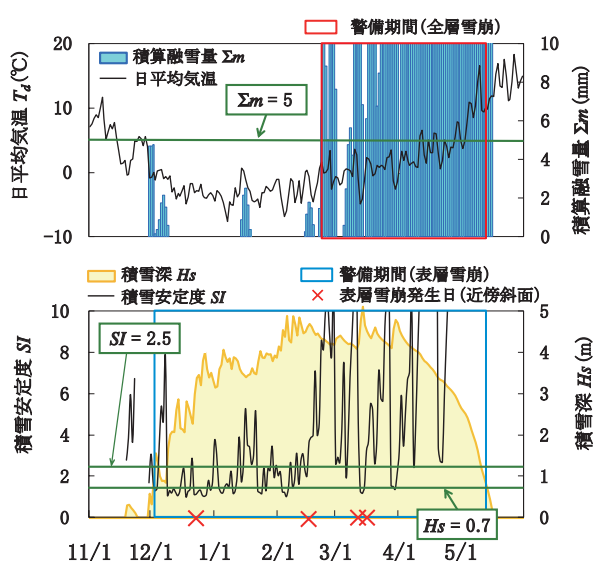 警備期間(全層雪崩)
積算融雪量 Σm
日平均気温
Σm = 5
日平均気温 Td(℃)
20
10
0
−10
積算融雪量 Σm (mm)
10
8
6
4
2
0
積雪深 Hs
積雪安定度 SI
警備期間(表層雪崩)
表層雪崩発生日(近傍斜面)
SI = 2.5
Hs = 0.7
積雪安定度 SI
10
8
6
4
2
0
積雪深 Hs (m)
5
4
3
2
1
0
11/1 12/1 1/1 2/1 3/1 4/1 5/1